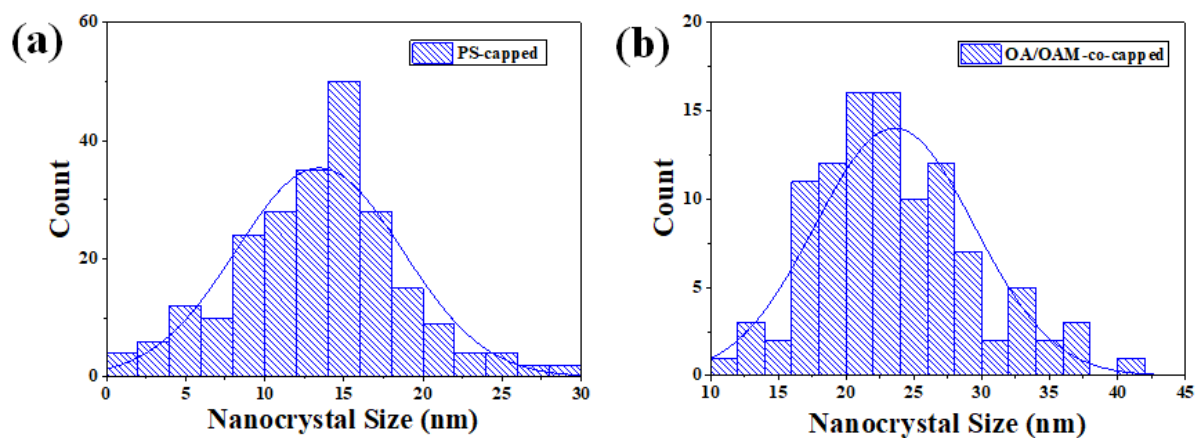 (a)
PS-capped
60
40
20
0
Count
0 5 10 15 20 25 30
Nanocrystal Size (nm)
(b)
OA/OAM-co-capped
20
15
10
5
0
Count
10 15 20 25 30 35 40 45
Nanocrystal Size (nm)